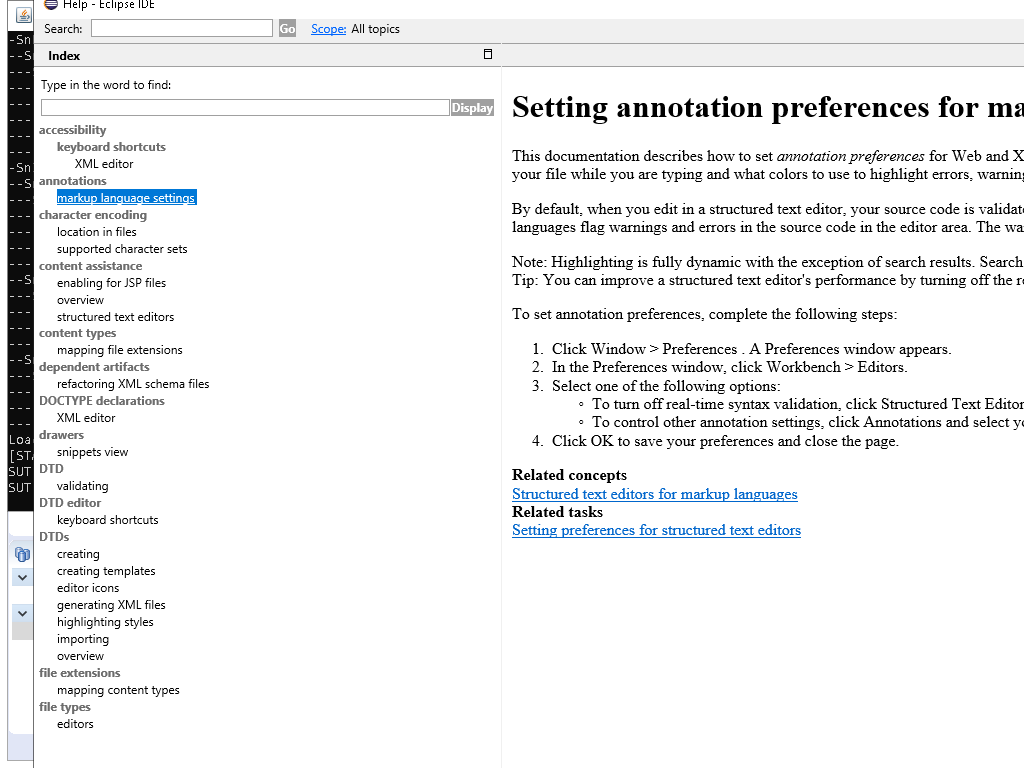 Help - Eclipse IDE
Search:
Go
Scope: All topics
Index
Type in the word to find:
Display
accessibility
keyboard shortcuts
XML editor
annotations
markup language settings
character encoding
location in files
supported character sets
content assistance
enabling for JSP files
overview
structured text editors
content types
mapping file extensions
dependent artifacts
refactoring XML schema files
DOCTYPE declarations
XML editor
drawers
snippets view
DTD
validating
DTD editor
keyboard shortcuts
DTDs
creating
creating templates
editor icons
generating XML files
highlighting styles
importing
overview
file extensions
mapping content types
file types
editors
Setting annotation preferences for
This documentation describes how to set annotation preferences for Web and
your file while you are typing and what colors to use to highlight errors,
By default, when you edit in a structured text editor, your source code is
languages flag warnings and errors in the source code in the editor area. The
Note: Highlighting is fully dynamic with the exception of search results. Search
Tip: You can improve a structured text editor's performance by turning off the
To set annotation preferences, complete the following steps:
1. Click Window > Preferences . A Preferences window appears.
2. In the Preferences window, click Workbench > Editors.
3. Select one of the following options:
◦ To turn off real-time syntax validation, click Structured Text Editor
◦ To control other annotation settings, click Annotations and select
4. Click OK to save your preferences and close the page.
Related concepts
Structured text editors for markup languages
Related tasks
Setting preferences for structured text editors